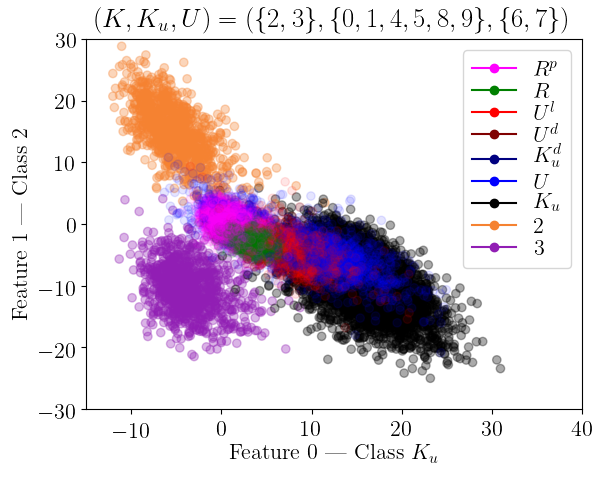 (K, K_u, U) = ({2, 3}, {0, 1, 4, 5, 8, 9}, {6, 7})
30
20
10
0
−10
−20
−30
Feature 1 — Class 2
R^p
R
U^l
U^d
K_u^d
U
K_u
2
3
−10 0 10 20 30 40
Feature 0 — Class K_u